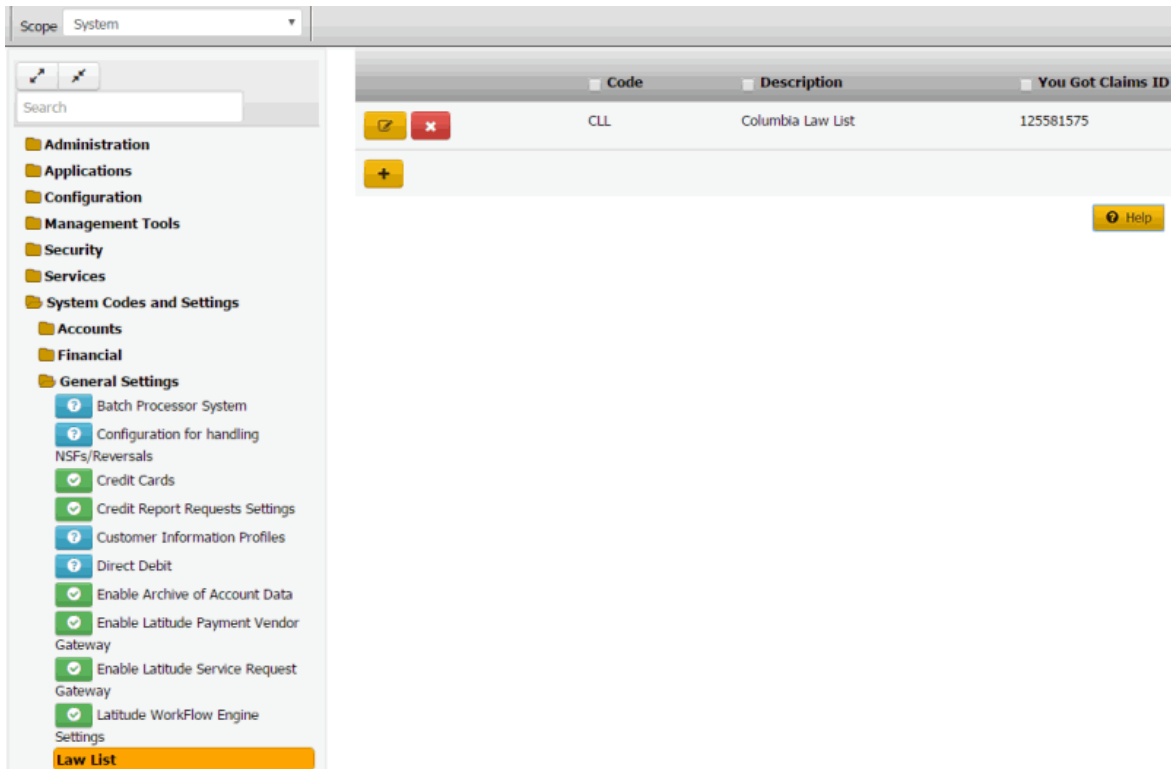 Scope System
Search
Administration
Applications
Configuration
Management Tools
Security
Services
System Codes and Settings
Accounts
Financial
General Settings
Batch Processor System
Configuration for handling
NSFs/Reversals
Credit Cards
Credit Report Requests Settings
Customer Information Profiles
Direct Debit
Enable Archive of Account Data
Enable Latitude Payment Vendor
Gateway
Enable Latitude Service Request
Gateway
Latitude WorkFlow Engine
Settings
Law List
Code Description You Got Claims ID
CLL Columbia Law List 125581575
Help